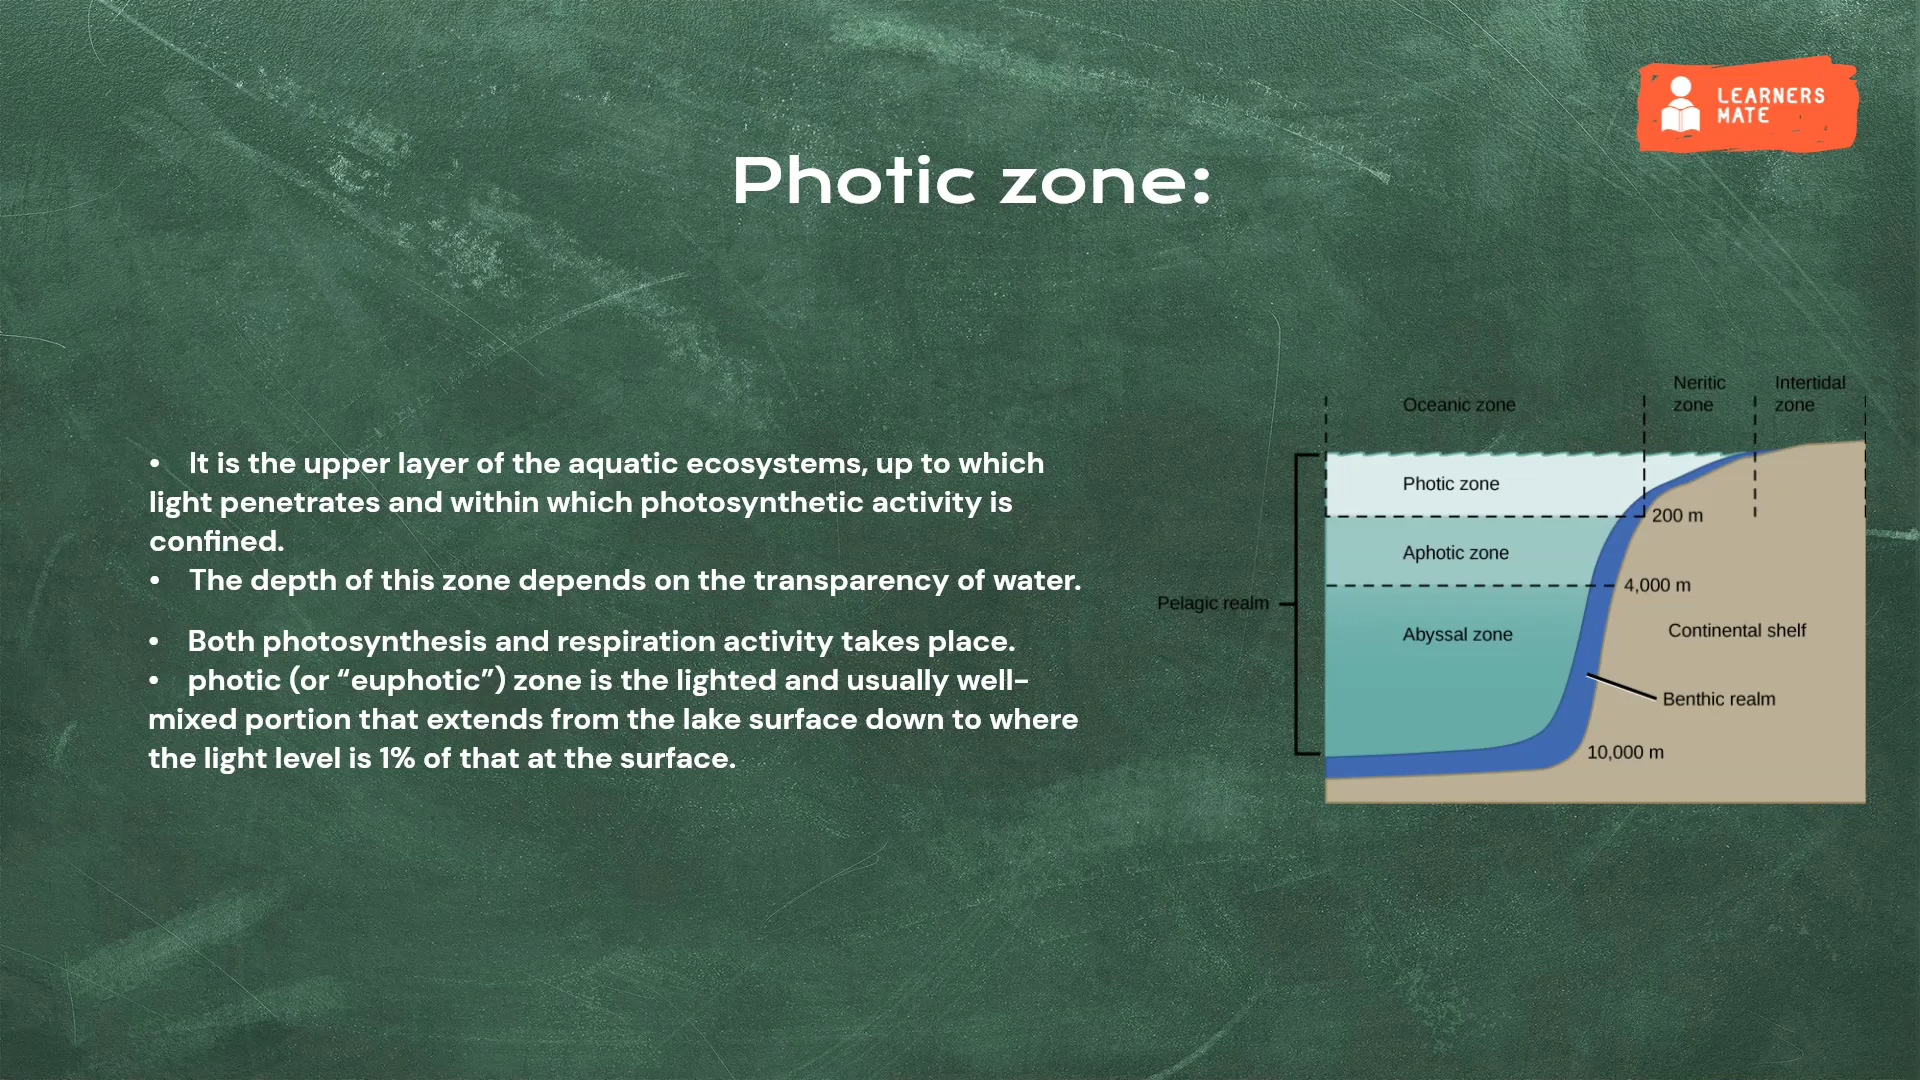 LEARNERS
MATE
Photic zone:
• It is the upper layer of the aquatic ecosystems, up to which
light penetrates and within which photosynthetic activity is
confined.
• The depth of this zone depends on the transparency of water.
• Both photosynthesis and respiration activity takes place.
• photic (or “euphotic”) zone is the lighted and usually well-
mixed portion that extends from the lake surface down to where
the light level is 1% of that at the surface.
Oceanic zone
Neritic
zone
Intertidal
zone
Photic zone
200 m
Aphotic zone
4,000 m
Pelagic realm
Abyssal zone
Continental shelf
Benthic realm
10,000 m